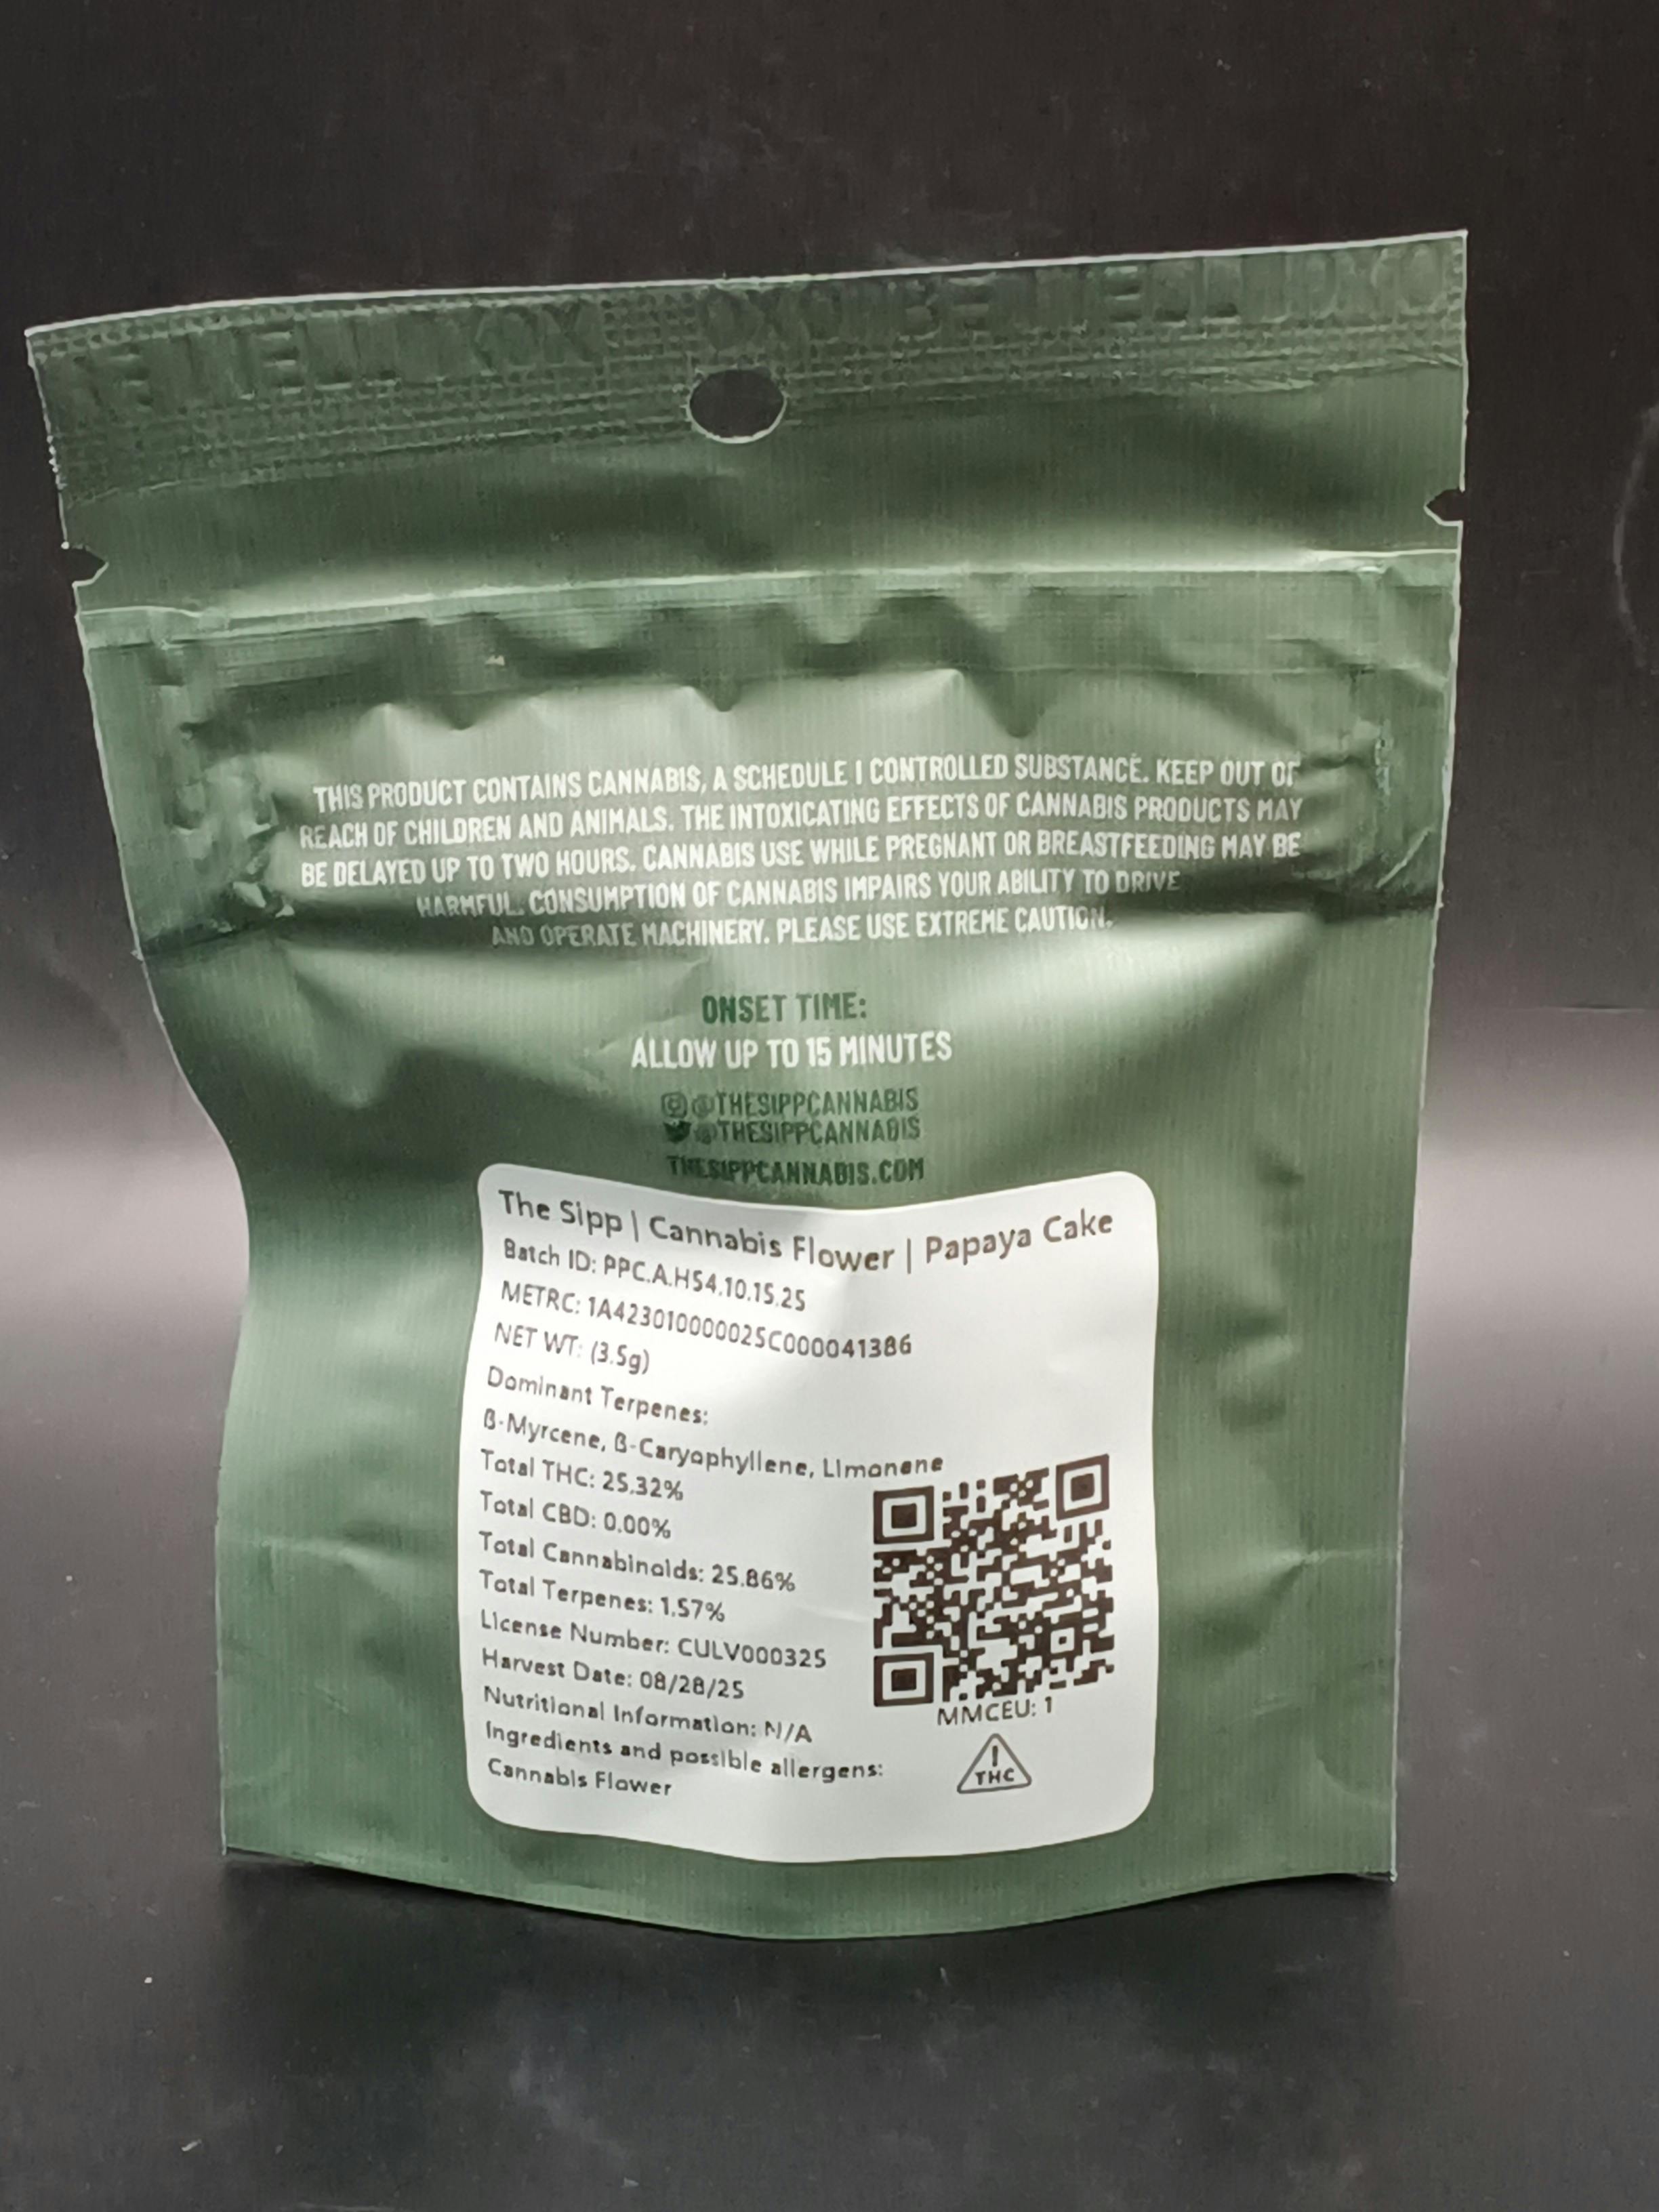 THIS PRODUCT CONTAINS CANNABIS, A SCHEDULE I CONTROLLED SUBSTANCE. KEEP OUT OF
REACH OF CHILDREN AND ANIMALS. THE INTOXICATING EFFECTS OF CANNABIS PRODUCTS MAY
BE DELAYED UP TO TWO HOURS. CANNABIS USE WHILE PREGNANT OR BREASTFEEDING MAY BE
HARMFUL. CONSUMPTION OF CANNABIS IMPAIRS YOUR ABILITY TO DRIVE
AND OPERATE MACHINERY. PLEASE USE EXTREME CAUTION.
ONSET TIME:
ALLOW UP TO 15 MINUTES
@THESIPPCANNABIS
@THESIPPCANNABIS
THESIPPCANNABIS.COM
The Sipp | Cannabis Flower | Papaya Cake
Batch ID: PPC.A.H54.10.15.25
METRC: 1A423010000025C000041386
NET WT: (3.5g)
Dominant Terpenes:
β-Myrcene, β-Caryophyllene, Limonene
Total THC: 25.32%
Total CBD: 0.00%
Total Cannabinoids: 25.86%
Total Terpenes: 1.57%
License Number: CULV000325
Harvest Date: 08/28/25
Nutritional Information: N/A
Ingredients and possible allergens:
Cannabis Flower
MMCEU: 1
!
THC